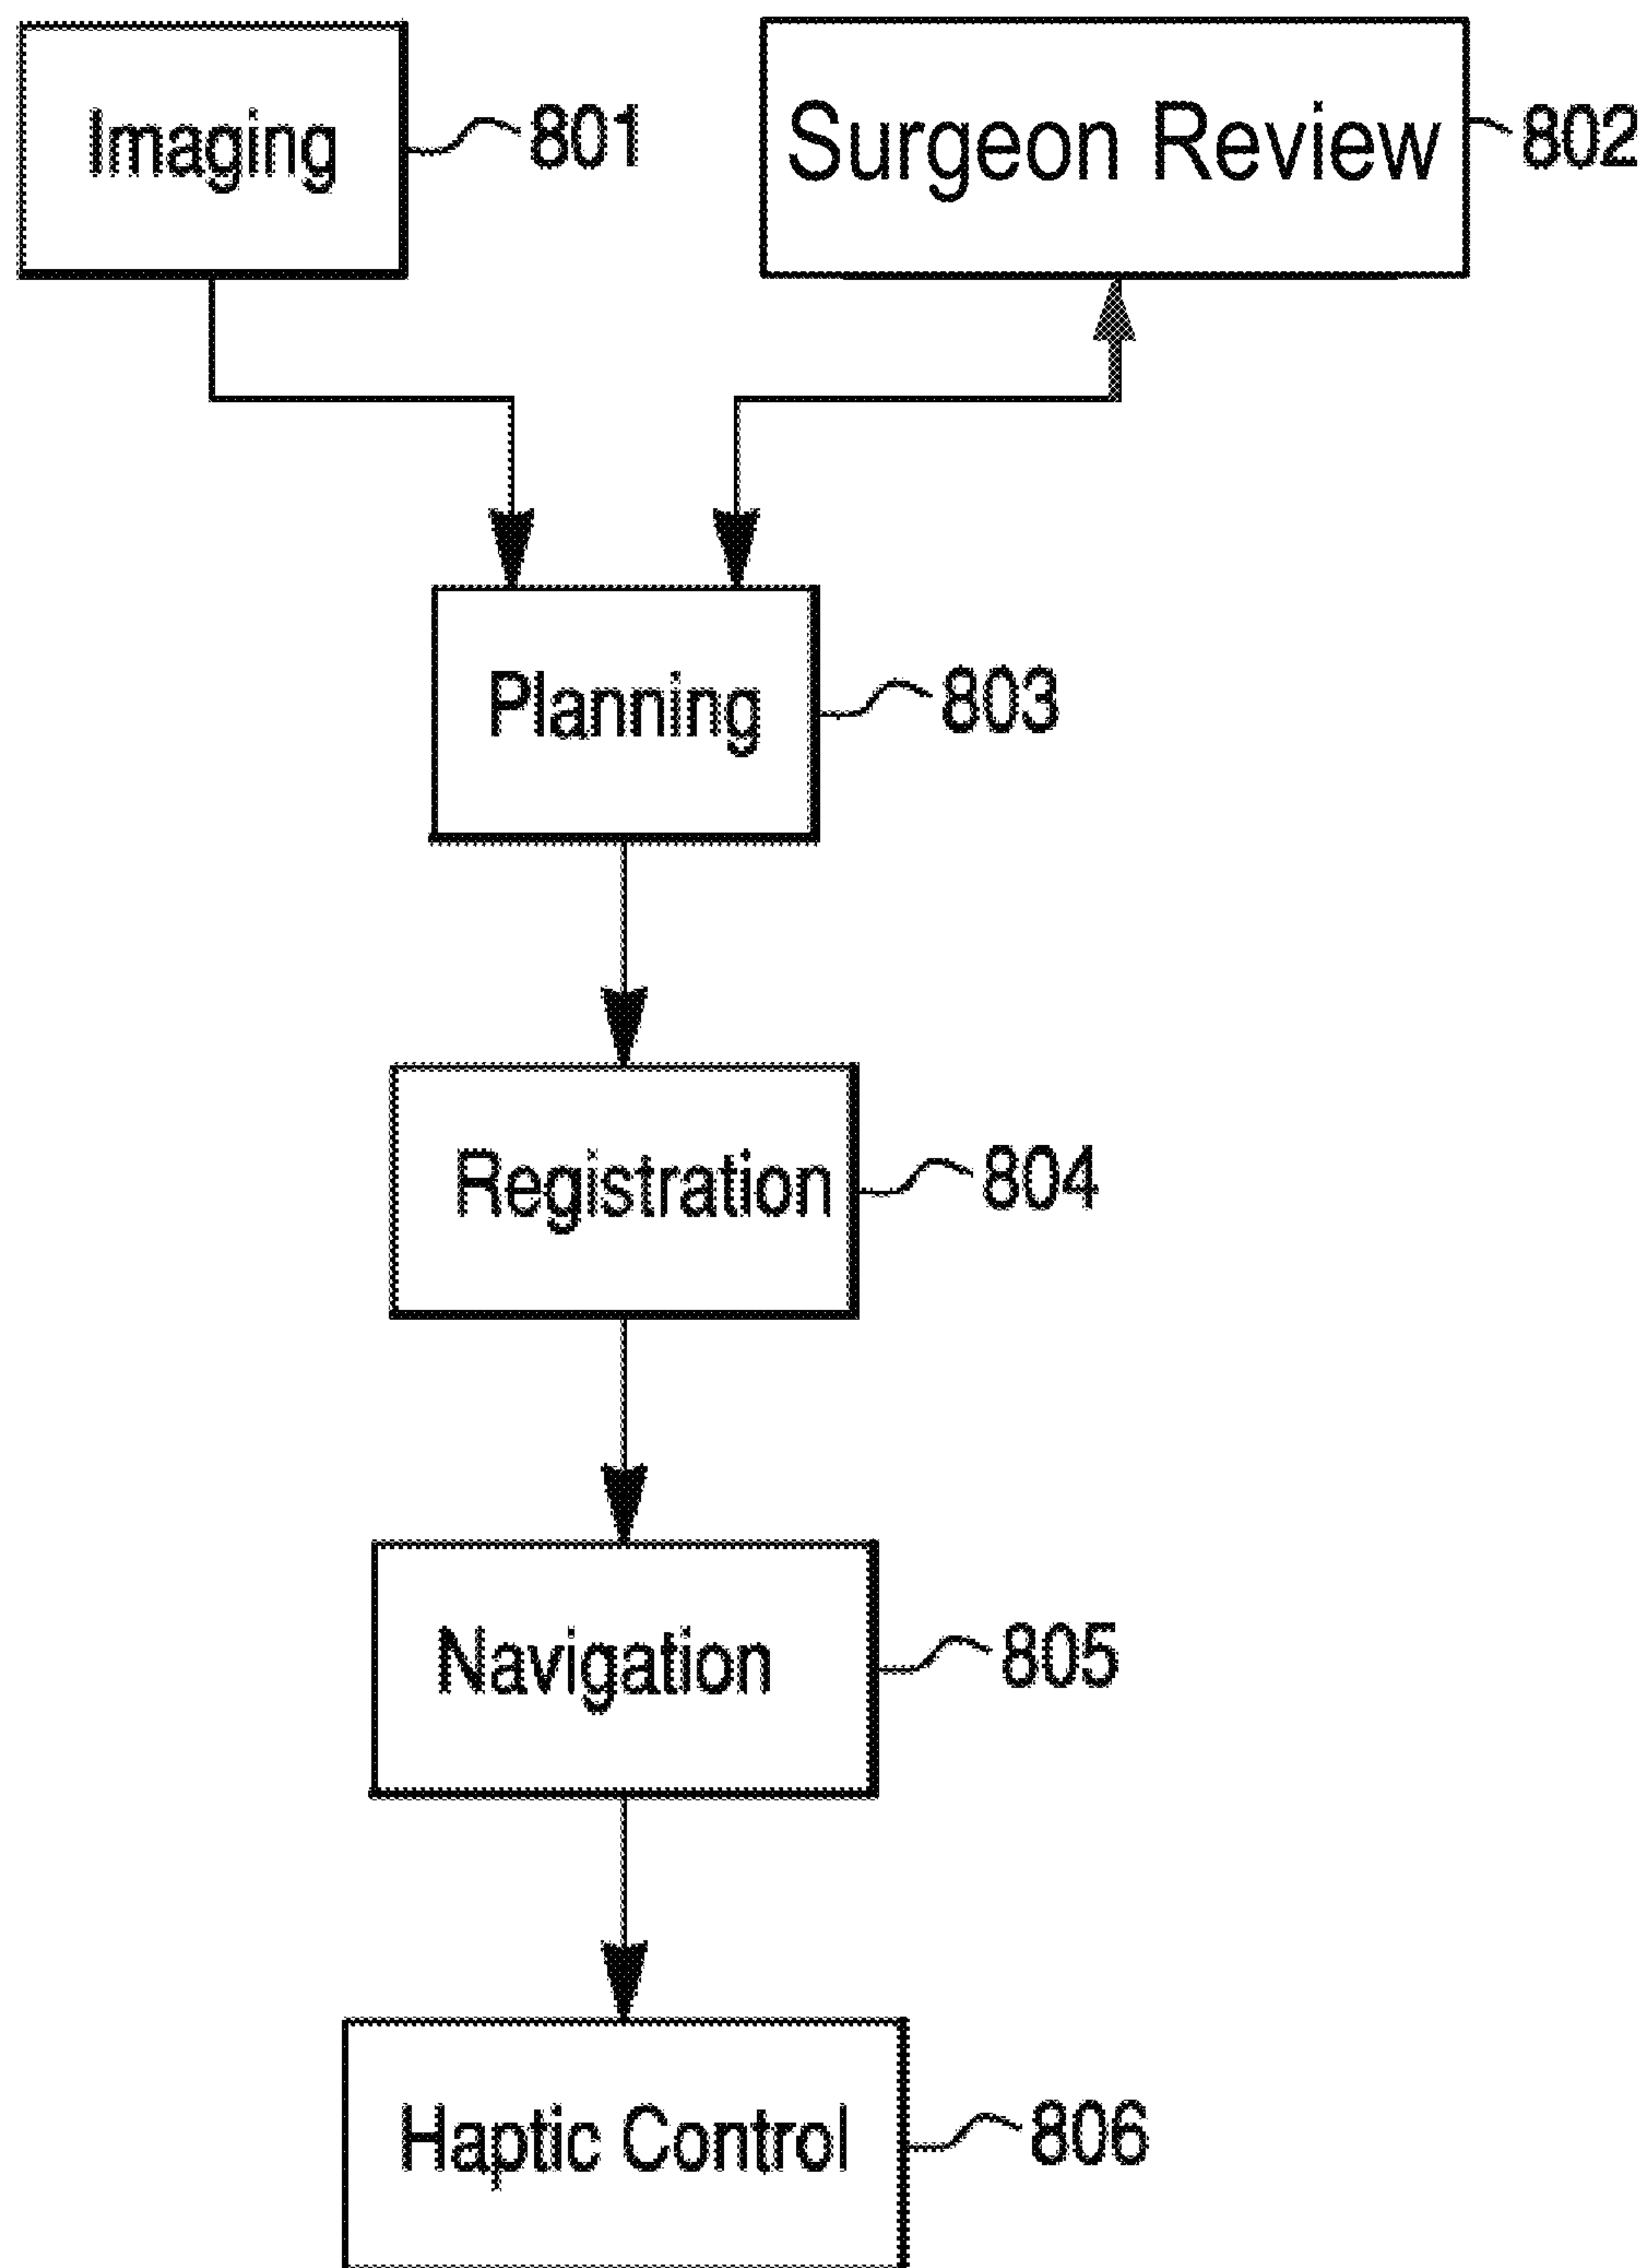 Imaging 801
Surgeon Review 802
Planning 803
Registration 804
Navigation 805
Haptic Control 806